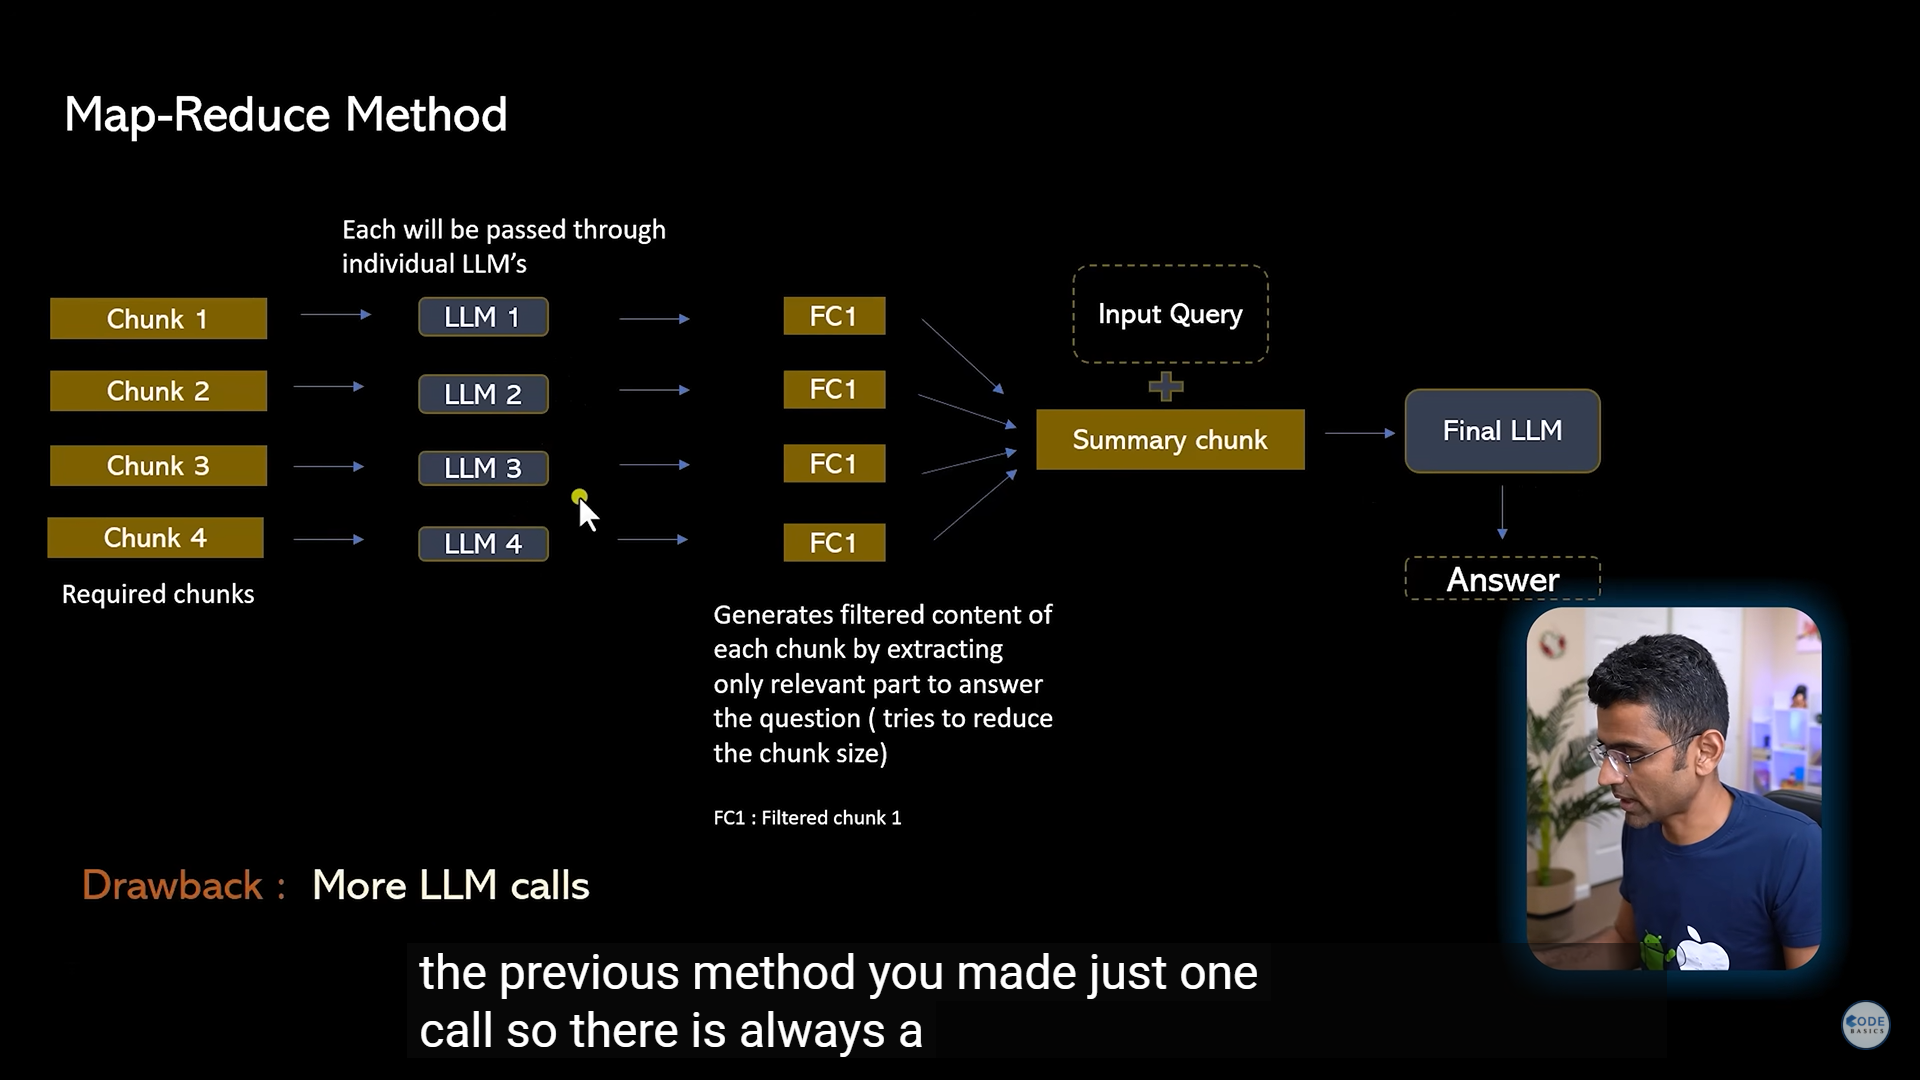 Map-Reduce Method
Each will be passed through
individual LLM's
Chunk 1
LLM 1
FC1
Chunk 2
LLM 2
FC1
Chunk 3
LLM 3
FC1
Chunk 4
LLM 4
FC1
Required chunks
Input Query
Summary chunk
Final LLM
Answer
Generates filtered content of
each chunk by extracting
only relevant part to answer
the question ( tries to reduce
the chunk size)
FC1 : Filtered chunk 1
Drawback : More LLM calls
the previous method you made just one
call so there is always a
CODE
BASICS